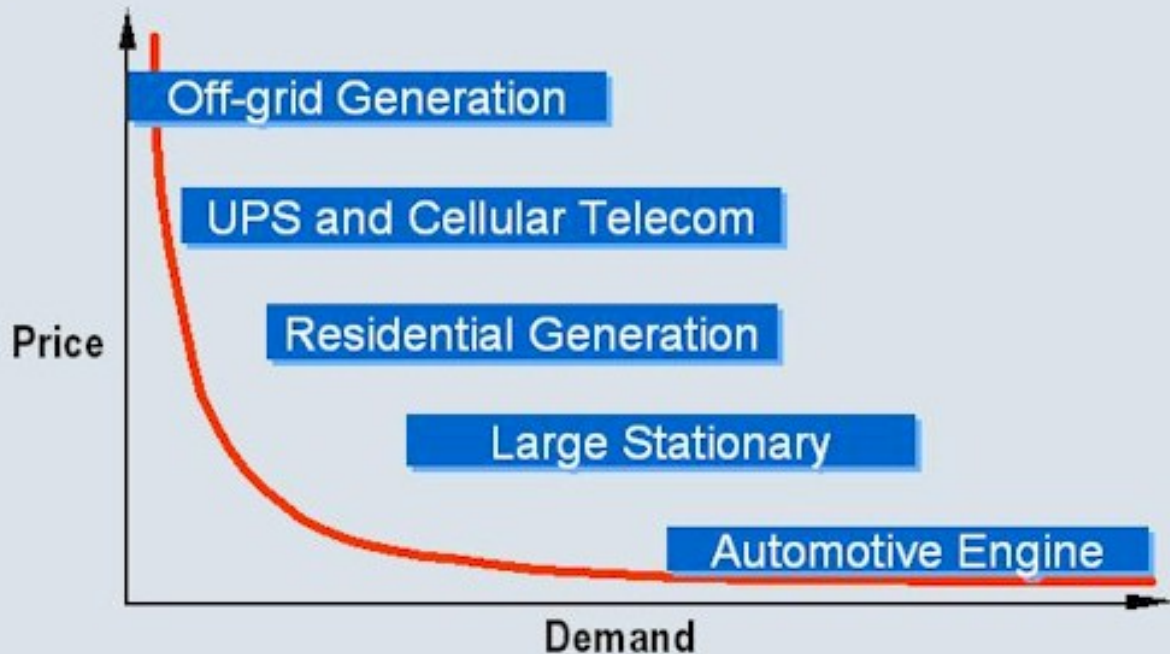 Off-grid Generation
UPS and Cellular Telecom
Residential Generation
Price
Large Stationary
Automotive Engine
Demand